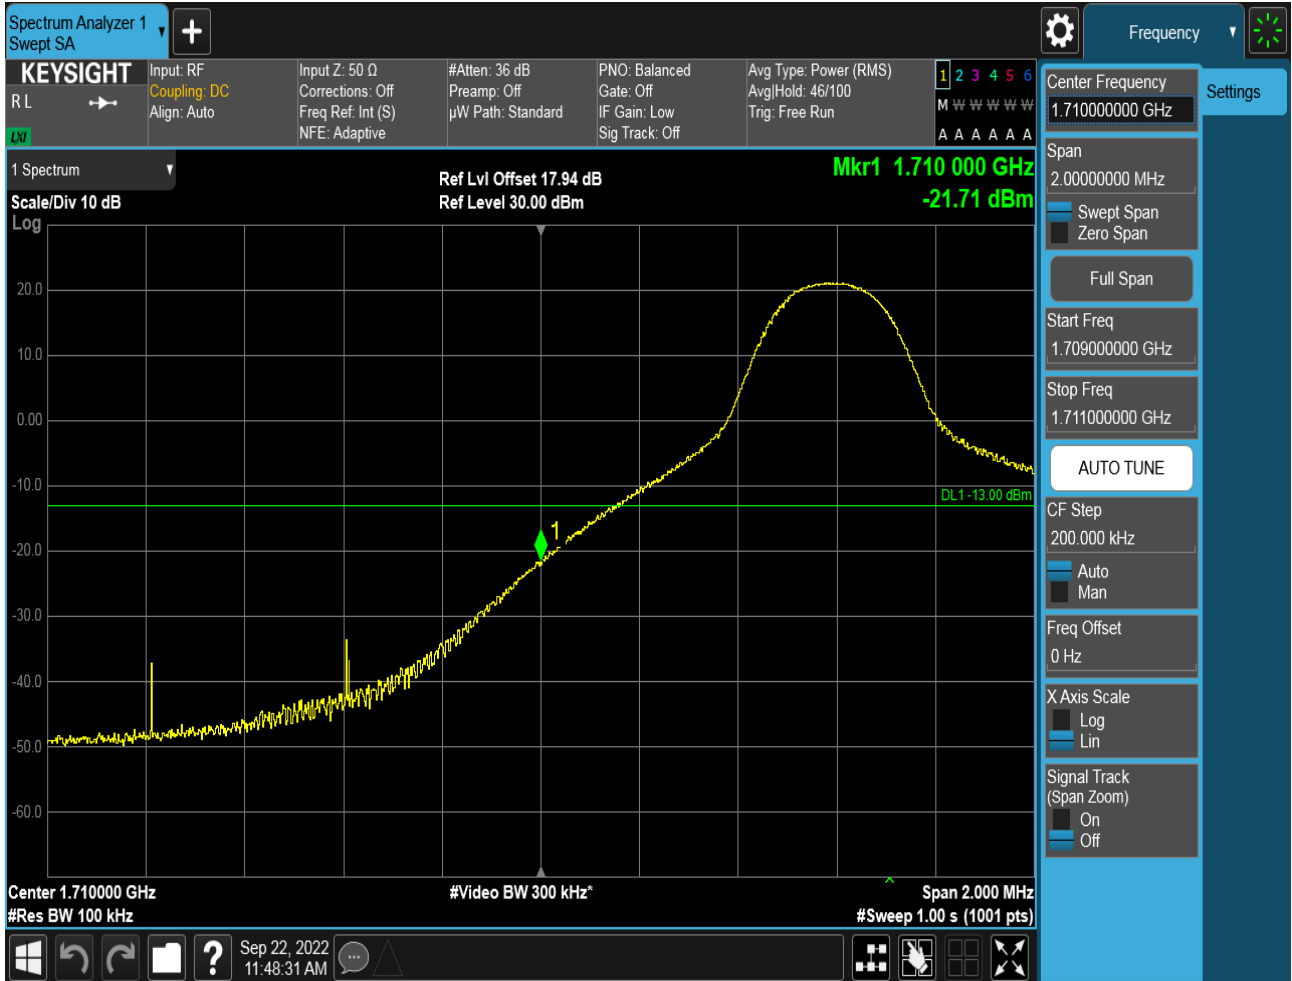 Spectrum Analyzer 1
Swept SA
Frequency
KEYSIGHT
R L
LXI
Input: RF
Coupling: DC
Align: Auto
Input Z: 50 Ω
Corrections: Off
Freq Ref: Int (S)
NFE: Adaptive
#Atten: 36 dB
Preamp: Off
µW Path: Standard
PNO: Balanced
Gate: Off
IF Gain: Low
Sig Track: Off
Avg Type: Power (RMS)
Avg|Hold: 46/100
Trig: Free Run
1 2 3 4 5 6
M W W W W W
A A A A A A
1 Spectrum
Scale/Div 10 dB
Log
Ref Lvl Offset 17.94 dB
Ref Level 30.00 dBm
Mkr1 1.710 000 GHz
-21.71 dBm
20.0
10.0
0.00
-10.0
-20.0
-30.0
-40.0
-50.0
-60.0
DL1 -13.00 dBm
1
Center 1.710000 GHz
#Res BW 100 kHz
#Video BW 300 kHz*
Span 2.000 MHz
#Sweep 1.00 s (1001 pts)
Center Frequency
1.710000000 GHz
Settings
Span
2.00000000 MHz
Swept Span
Zero Span
Full Span
Start Freq
1.709000000 GHz
Stop Freq
1.711000000 GHz
AUTO TUNE
CF Step
200.000 kHz
Auto
Man
Freq Offset
0 Hz
X Axis Scale
Log
Lin
Signal Track
(Span Zoom)
On
Off
?
Sep 22, 2022
11:48:31 AM